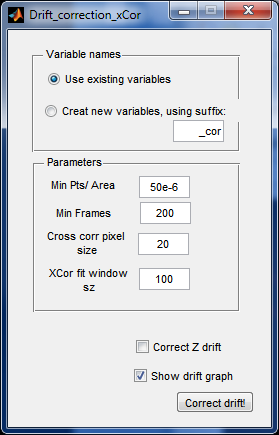 Drift_correction_xCor
Variable names
Use existing variables
Creat new variables, using suffix:
_cor
Parameters
Min Pts/ Area
50e-6
Min Frames
200
Cross corr pixel
size
20
XCor fit window
sz
100
Correct Z drift
Show drift graph
Correct drift!